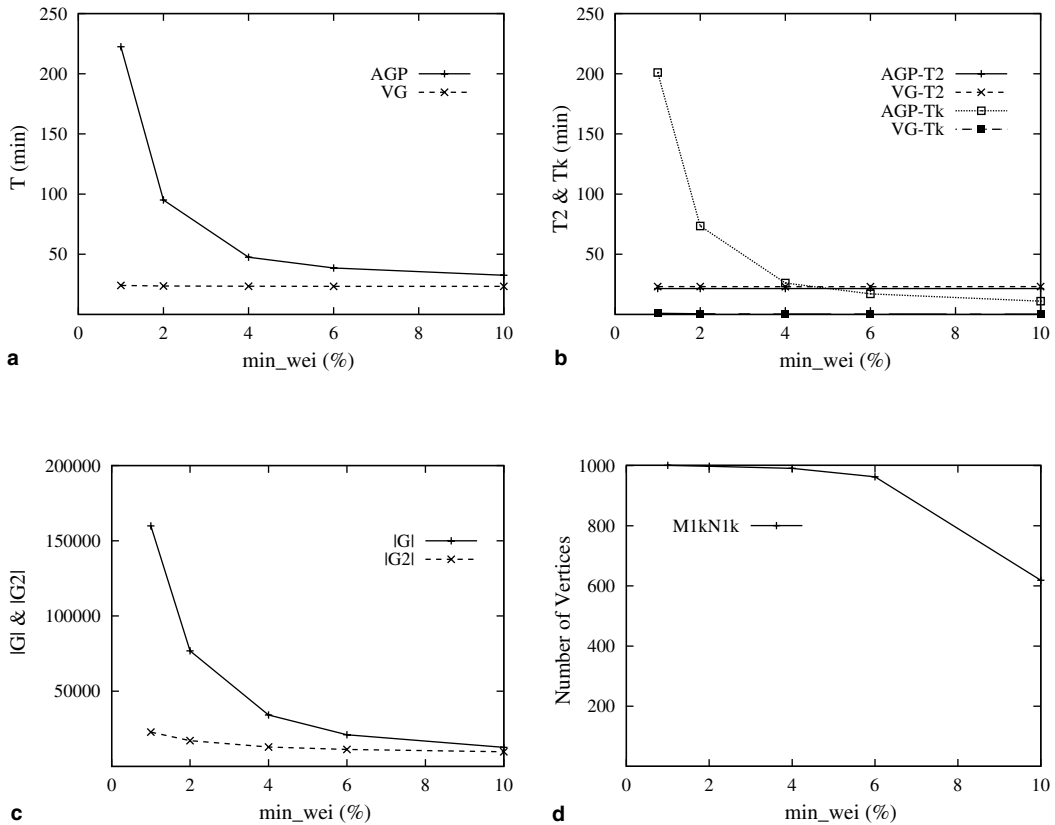 250
200
150
100
50
T (min)
AGP
VG
0 2 4 6 8 10
min_wei (%)
a
250
200
150
100
50
T2 & Tk (min)
AGP-T2
VG-T2
AGP-Tk
VG-Tk
0 2 4 6 8 10
min_wei (%)
b
200000
150000
100000
50000
|G| & |G2|
|G|
|G2|
0 2 4 6 8 10
min_wei (%)
c
1000
800
600
400
200
Number of Vertices
M1kN1k
0 2 4 6 8 10
min_wei (%)
d